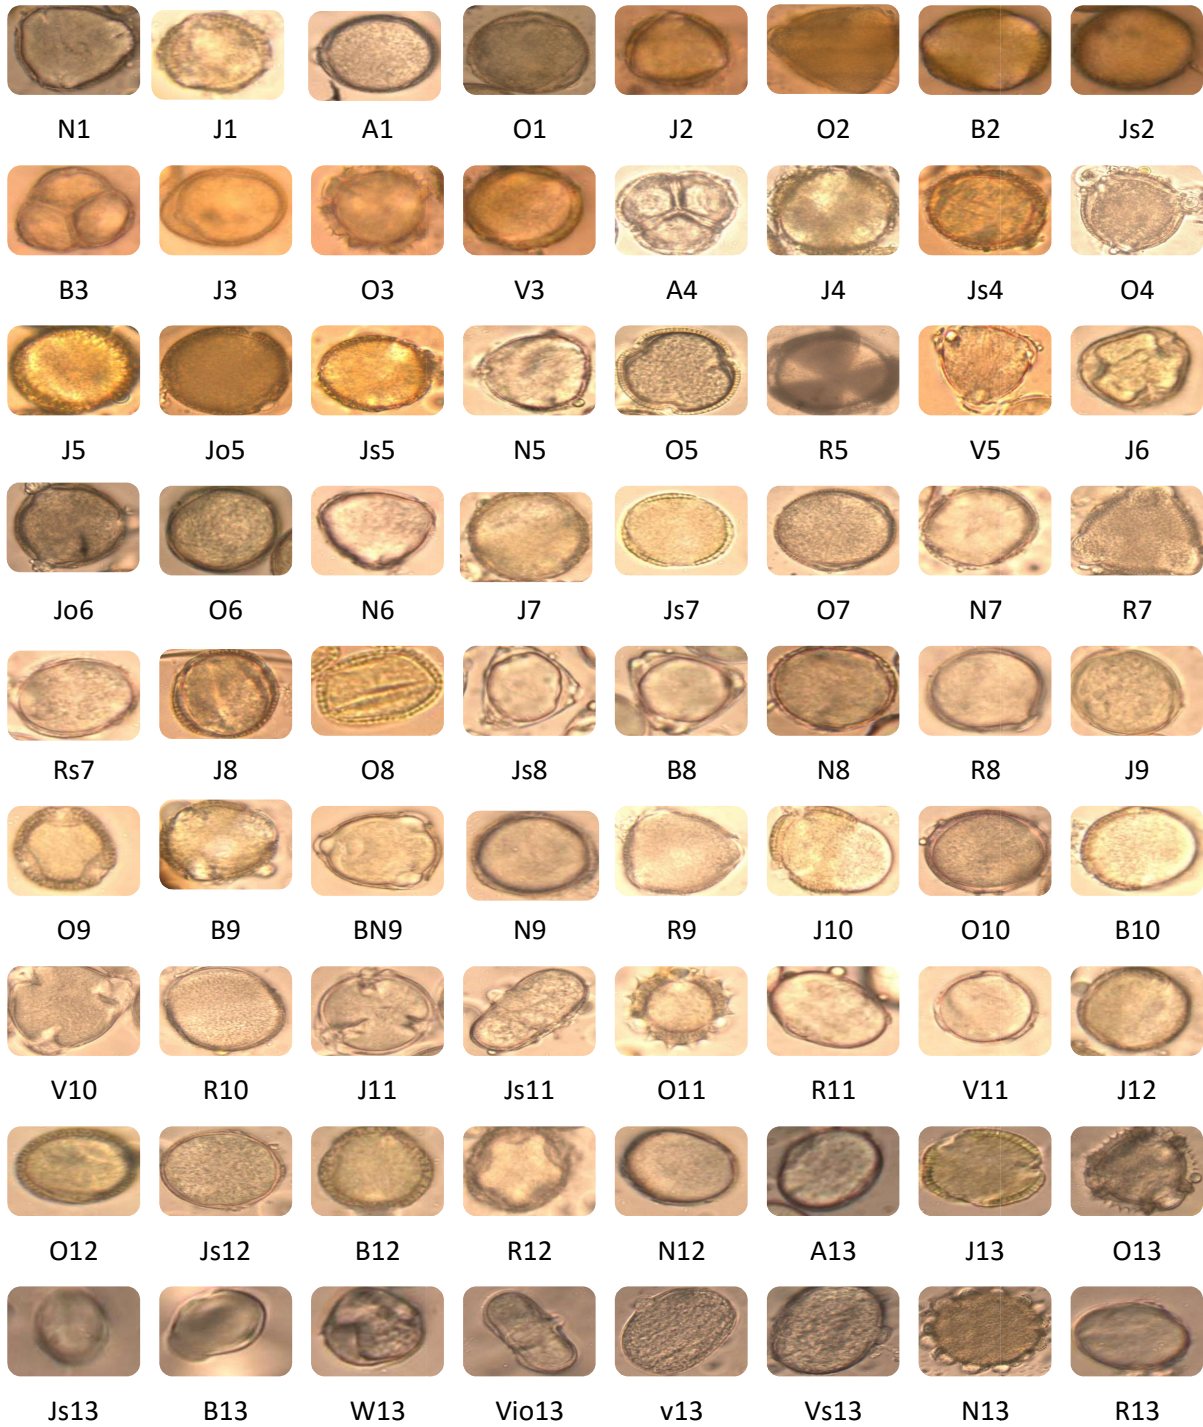 N1 J1 A1 O1 J2 O2 B2 Js2
B3 J3 O3 V3 A4 J4 Js4 O4
J5 Jo5 Js5 N5 O5 R5 V5 J6
Jo6 O6 N6 J7 Js7 O7 N7 R7
Rs7 J8 O8 Js8 B8 N8 R8 J9
O9 B9 BN9 N9 R9 J10 O10 B10
V10 R10 J11 Js11 O11 R11 V11 J12
O12 Js12 B12 R12 N12 A13 J13 O13
Js13 B13 W13 Vio13 v13 Vs13 N13 R13